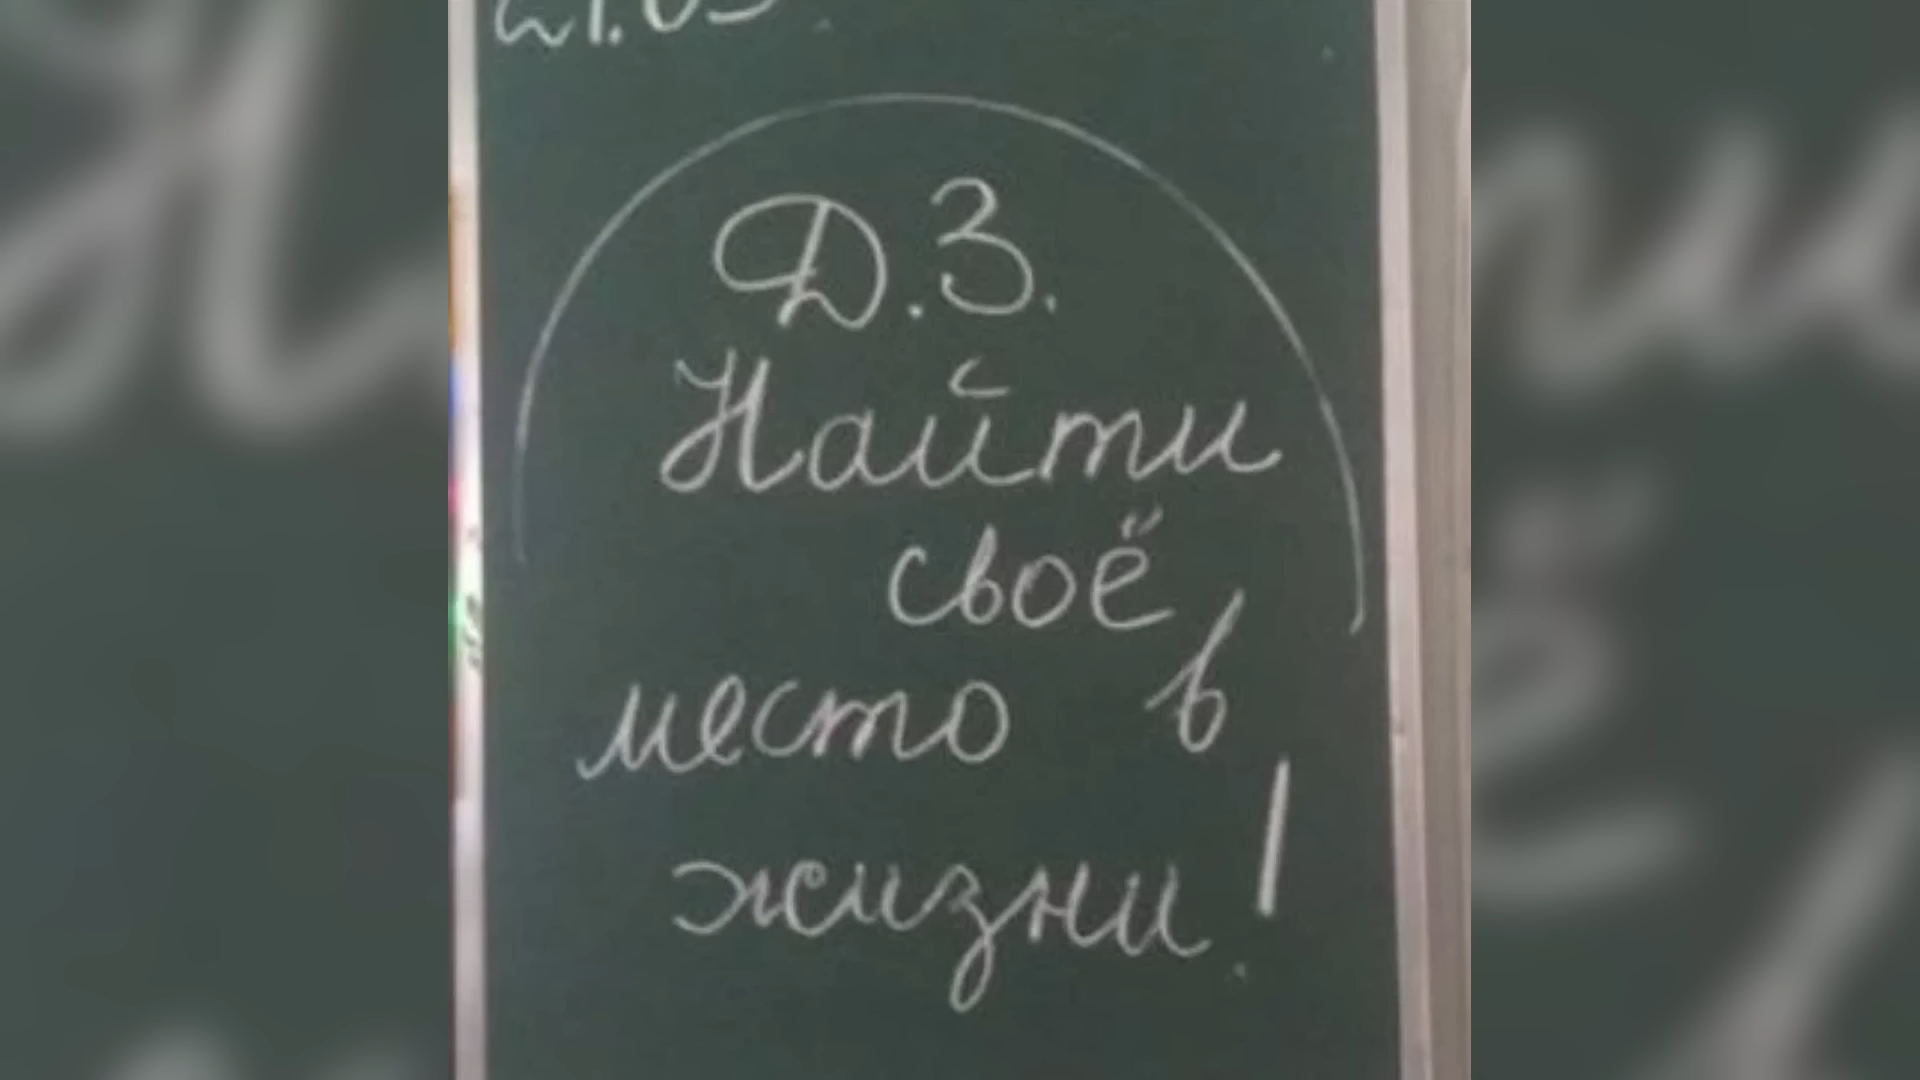 Д.З.
Найти
своё
место в
жизни!